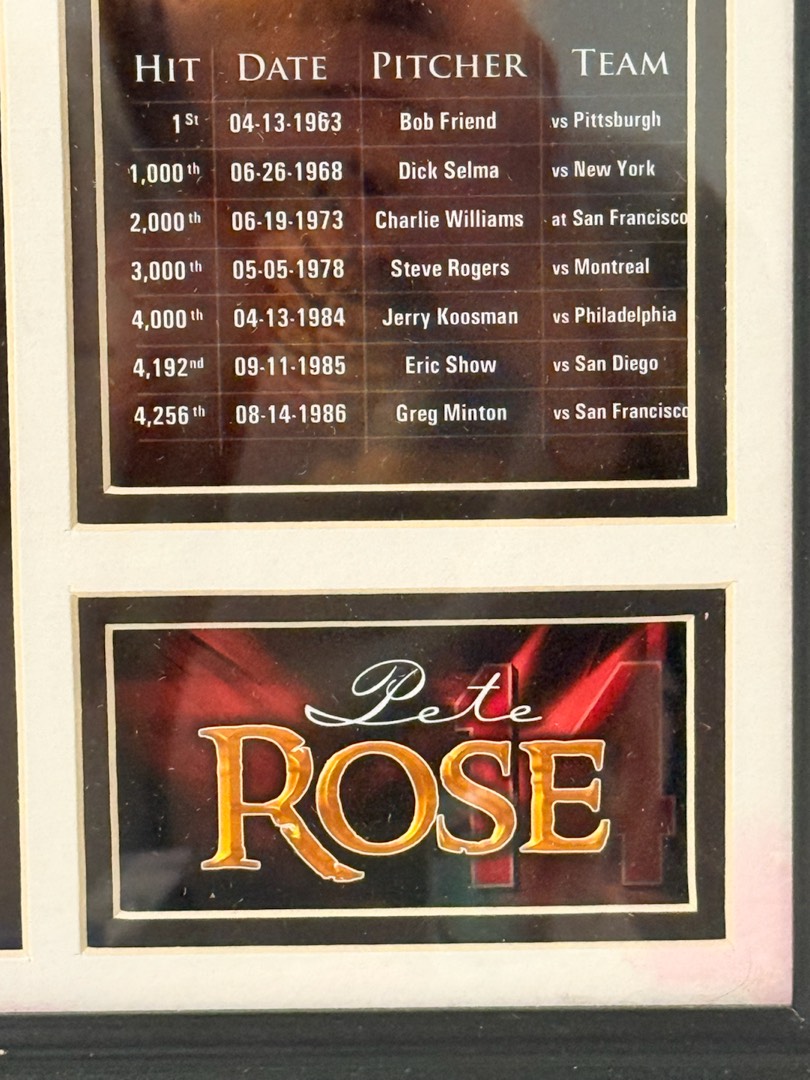 HIT DATE PITCHER TEAM
1St 04-13-1963 Bob Friend vs Pittsburgh
1,000th 06-26-1968 Dick Selma vs New York
2,000th 06-19-1973 Charlie Williams at San Francisco
3,000th 05-05-1978 Steve Rogers vs Montreal
4,000th 04-13-1984 Jerry Koosman vs Philadelphia
4,192nd 09-11-1985 Eric Show vs San Diego
4,256th 08-14-1986 Greg Minton vs San Francisco
Pete
ROSE
14